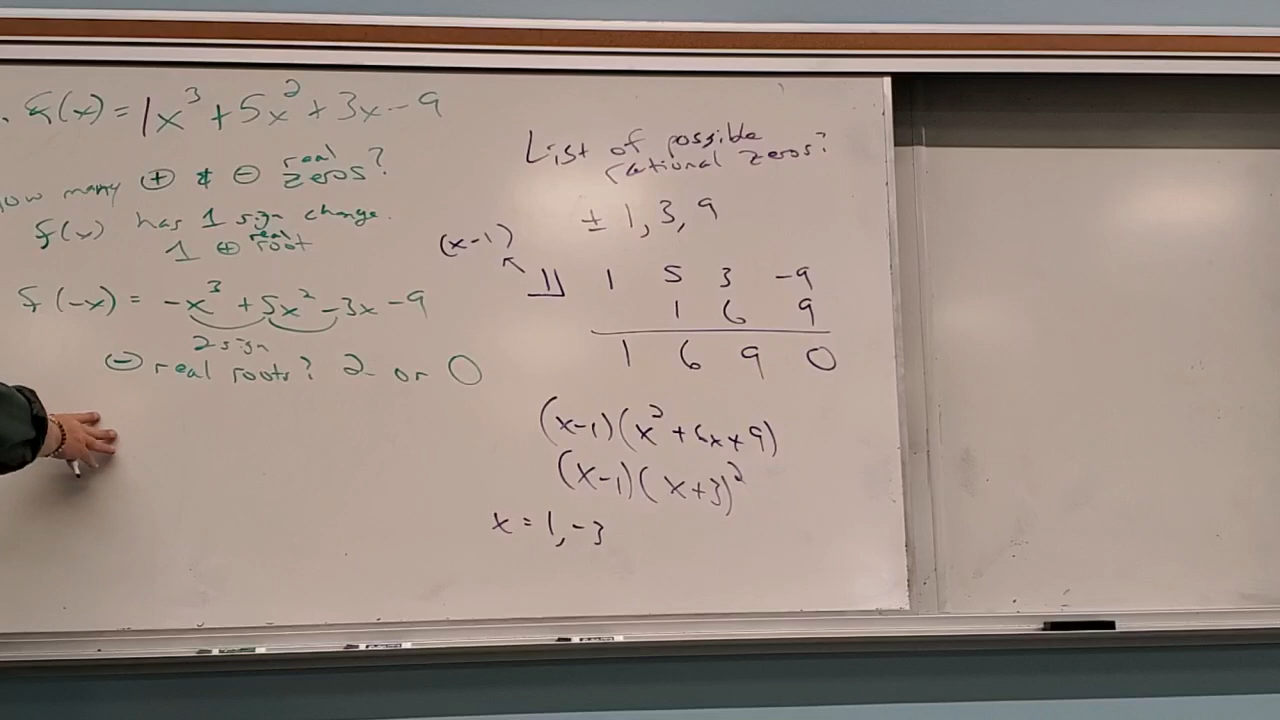 . f(x) = 1x³ + 5x² + 3x - 9
How many ⊕ & ⊖ real zeros?
f(x) has 1 sign change.
1 ⊕ real root
f(-x) = -x³ + 5x² - 3x - 9
2 sign
⊖ real roots? 2 or 0
List of possible
rational zeros?
± 1, 3, 9
(x-1)
1 | 1 5 3 -9
1 6 9
1 6 9 0
(x-1)(x² + 6x + 9)
(x-1)(x+3)²
x = 1, -3